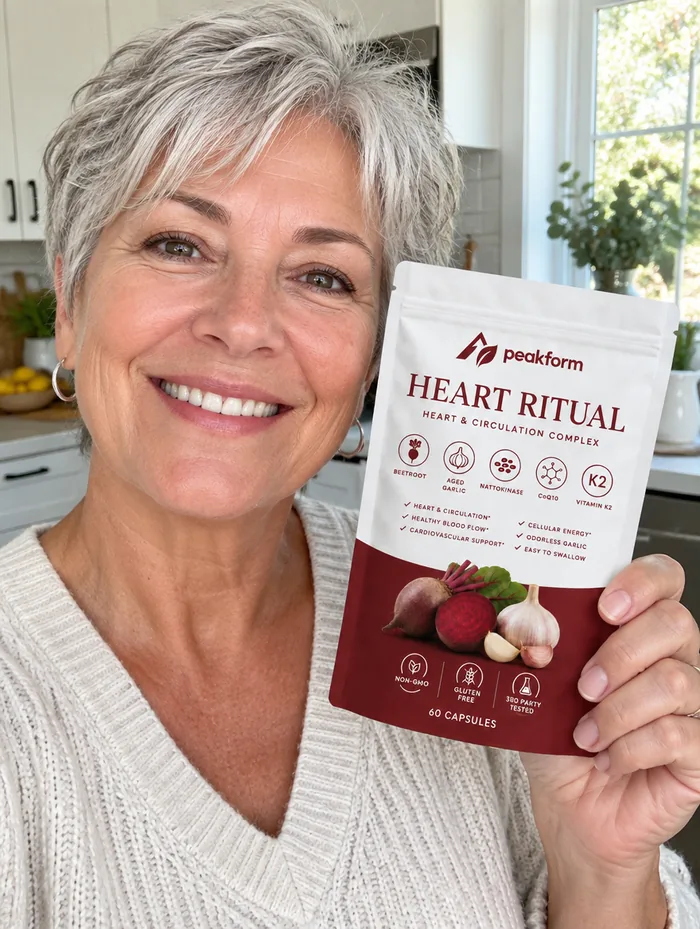 peakform
HEART RITUAL
HEART & CIRCULATION COMPLEX
BEETROOT
AGED
GARLIC
NATTOKINASE
CoQ10
K2
VITAMIN K2
✓ HEART & CIRCULATION*
✓ HEALTHY BLOOD FLOW*
✓ CARDIOVASCULAR SUPPORT*
✓ CELLULAR ENERGY*
✓ ODORLESS GARLIC
✓ EASY TO SWALLOW
NON-GMO
GLUTEN
FREE
3RD PARTY
TESTED
60 CAPSULES